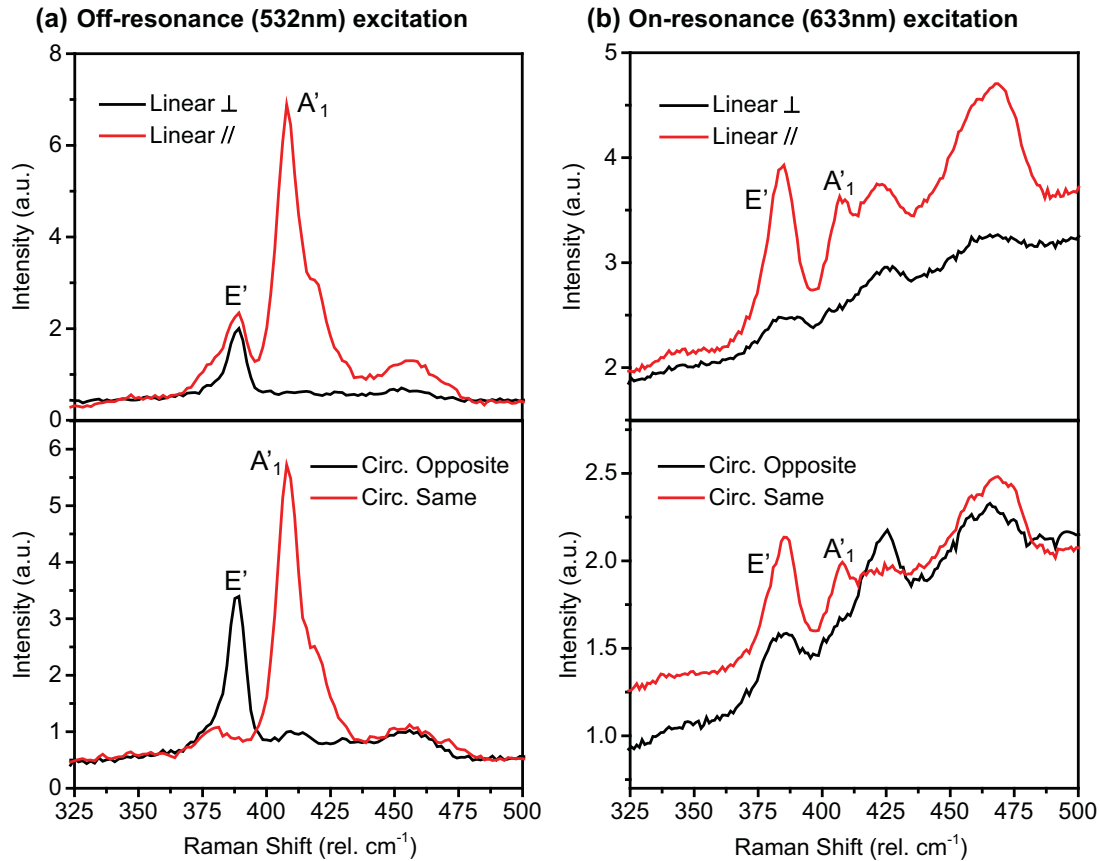 (a) Off-resonance (532nm) excitation
8
6
4
2
0
Intensity (a.u.)
Linear ⊥
Linear //
E'
A'₁
6
5
4
3
2
1
0
Intensity (a.u.)
Circ. Opposite
Circ. Same
E'
A'₁
325 350 375 400 425 450 475 500
Raman Shift (rel. cm⁻¹)
(b) On-resonance (633nm) excitation
5
4
3
2
Intensity (a.u.)
Linear ⊥
Linear //
E'
A'₁
2.5
2.0
1.5
1.0
Intensity (a.u.)
Circ. Opposite
Circ. Same
E'
A'₁
325 350 375 400 425 450 475 500
Raman Shift (rel. cm⁻¹)